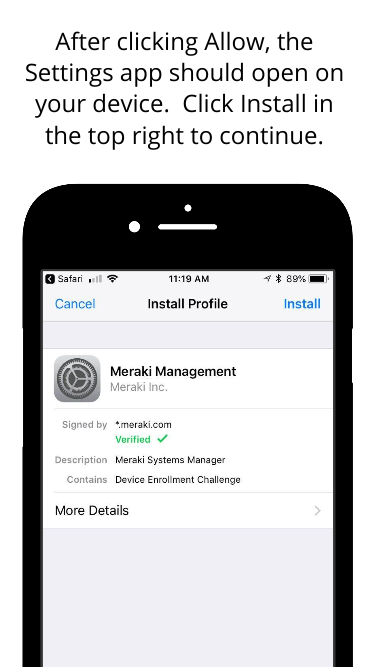 After clicking Allow, the
Settings app should open on
your device.  Click Install in
the top right to continue.
Safari 11:19 AM 89%
Cancel Install Profile Install
Meraki Management
Meraki Inc.
Signed by *.meraki.com
Verified ✓
Description Meraki Systems Manager
Contains Device Enrollment Challenge
More Details